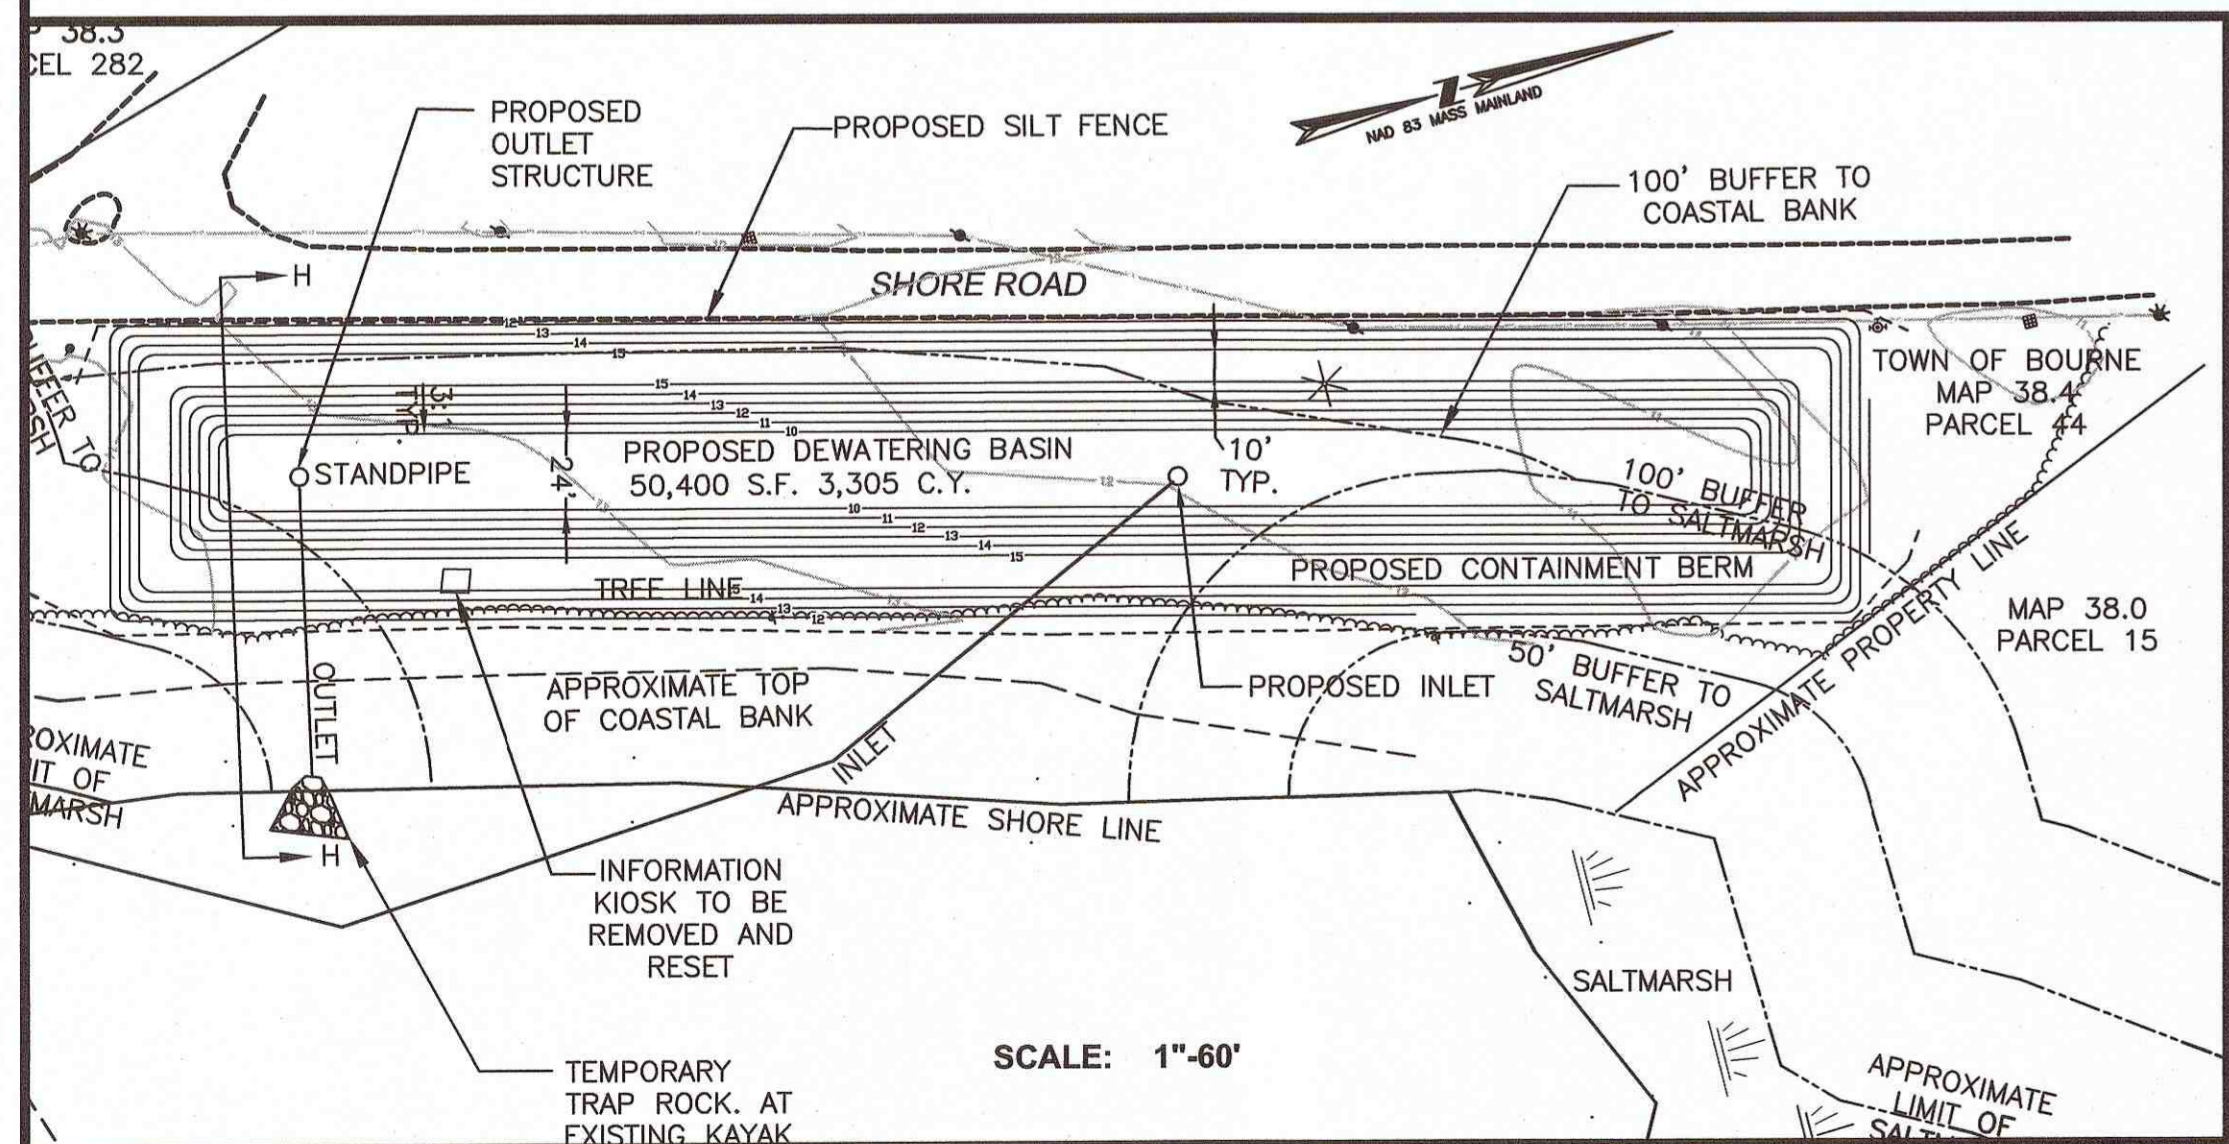 38.3
CEL 282
PROPOSED
OUTLET
STRUCTURE
PROPOSED SILT FENCE
NAD 83 MASS MAINLAND
100' BUFFER TO
COASTAL BANK
H
SHORE ROAD
12
13
14
15
TOWN OF BOURNE
MAP 38.4
PARCEL 44
BUFFER TO
3:1
TYP.
15
14
13
12
11
10
STANDPIPE
24'
PROPOSED DEWATERING BASIN
50,400 S.F. 3,305 C.Y.
10'
TYP.
100' BUFFER
TO SALTMARSH
10
11
12
13
14
15
PROPOSED CONTAINMENT BERM
TREE LINE
14
13
12
MAP 38.0
PARCEL 15
OUTLET
APPROXIMATE TOP
OF COASTAL BANK
INLET
PROPOSED INLET
50' BUFFER TO
SALTMARSH
APPROXIMATE PROPERTY LINE
ROXIMATE
IT OF
MARSH
APPROXIMATE SHORE LINE
H
INFORMATION
KIOSK TO BE
REMOVED AND
RESET
SALTMARSH
SCALE: 1"-60'
TEMPORARY
TRAP ROCK. AT
EXISTING KAYAK
APPROXIMATE
LIMIT OF